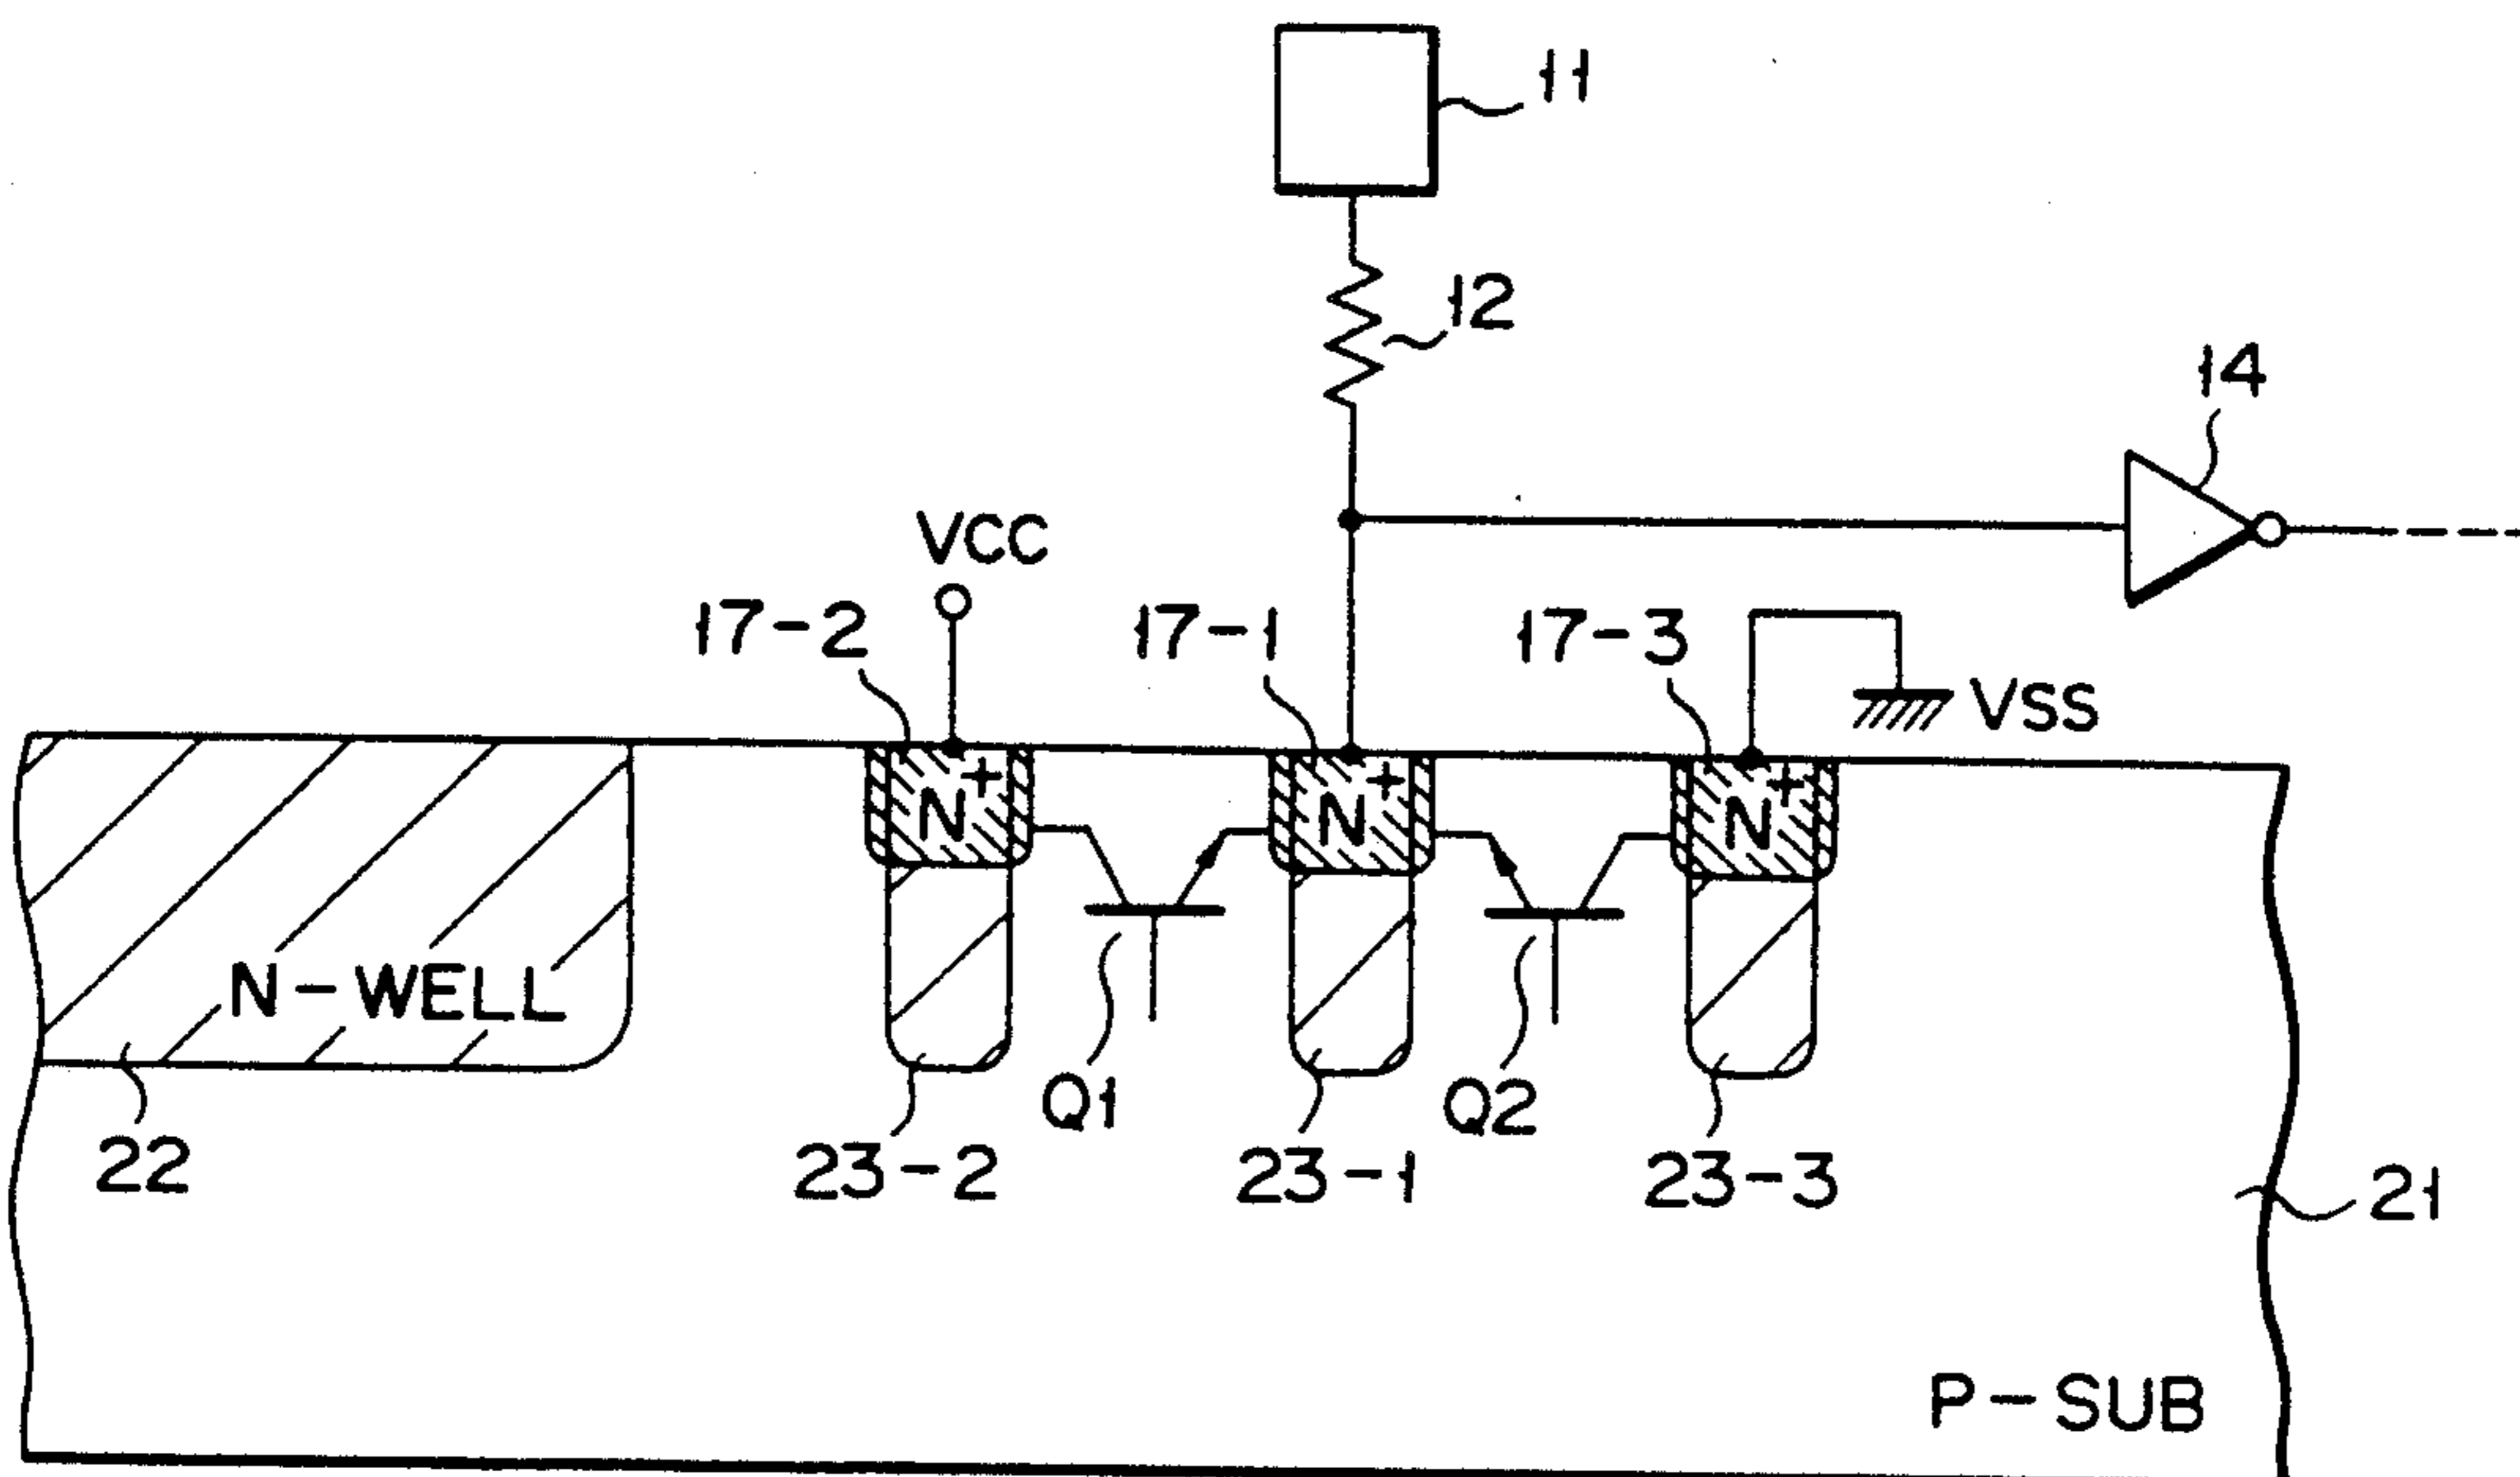 11
12
14
VCC
17-2
17-1
17-3
VSS
N+
N+
N+
N-WELL
Q1
Q2
22
23-2
23-1
23-3
21
P-SUB